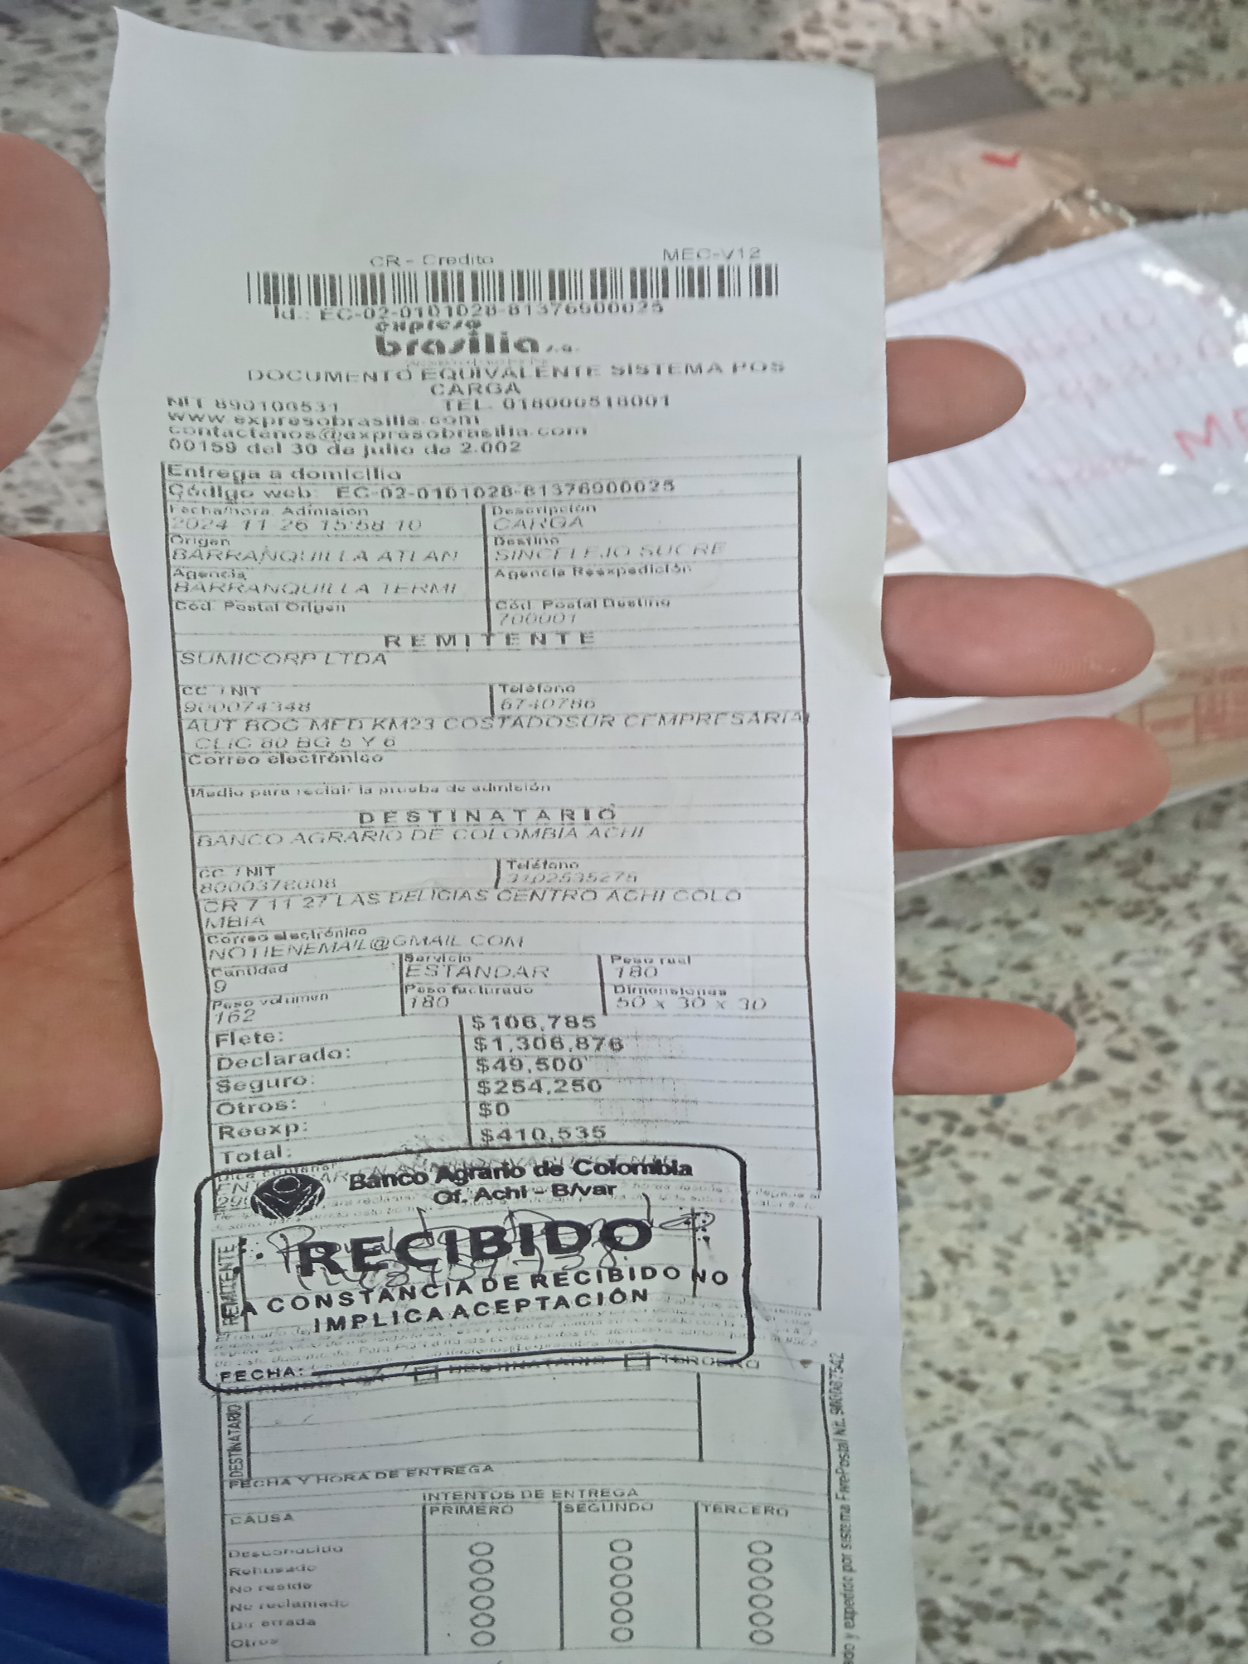 CR - Credito MEC-V12
Id.: EC-02-0101028-81376900025
expreso
brasilia s.a.
DOCUMENTO EQUIVALENTE SISTEMA POS
CARGA
NIT 890100531 TEL. 018000518001
www.expresobrasilia.com
contactenos@expresobrasilia.com
00159 del 30 de julio de 2.002
Entrega a domicilio
Código web: EC-02-0101028-81376900025
Fecha/hora. Admisión Descripción
2024 11 26 15:58 10 CARGA
Origen Destino
BARRANQUILLA ATLAN SINCELEJO SUCRE
Agencia Agencia Reexpedición
BARRANQUILLA TERMI
Cód. Postal Origen Cód. Postal Destino
700001
REMITENTE
SUMICORP LTDA
CC / NIT Teléfono
900074348 6740786
AUT BOG MED KM23 COSTADOSUR CEMPRESARIA
CLIC 80 BG 5 Y 6
Correo electrónico
Medio para recibir la prueba de admisión
DESTINATARIO
BANCO AGRARIO DE COLOMBIA ACHI
CC / NIT Teléfono
8000378008 3102535275
CR 7 11 27 LAS DELICIAS CENTRO ACHI COLO
MBIA
Correo electrónico
NOTIENEMAIL@GMAIL COM
Cantidad Servicio Peso real
9 ESTANDAR 180
Peso volumen Peso facturado Dimensiones
162 180 50 x 30 x 30
Flete: $106,785
Declarado: $1,306,876
Seguro: $49,500
Otros: $254,250
Reexp: $0
Total: $410,535
Banco Agrario de Colombia
Of. Achi - B/var
RECIBIDO
REMITENTE
LA CONSTANCIA DE RECIBIDO NO
IMPLICA ACEPTACIÓN
FECHA:
DESTINATARIO TERCERO
DESTINATARIO
FECHA Y HORA DE ENTREGA
INTENTOS DE ENTREGA
CAUSA PRIMERO SEGUNDO TERCERO
Desconocido
Rehusado
No reside
No reclamado
Dir errada
Otros
y expedido por sistema FirePostal Nit.